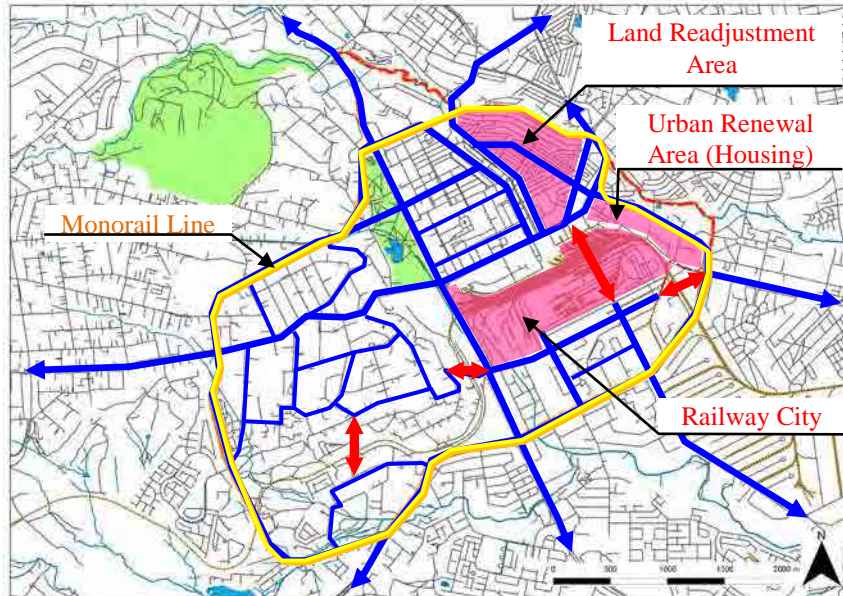 Land Readjustment
Area
Urban Renewal
Area (Housing)
Monorail Line
Railway City
N
0 500 1000 1500 2000 m